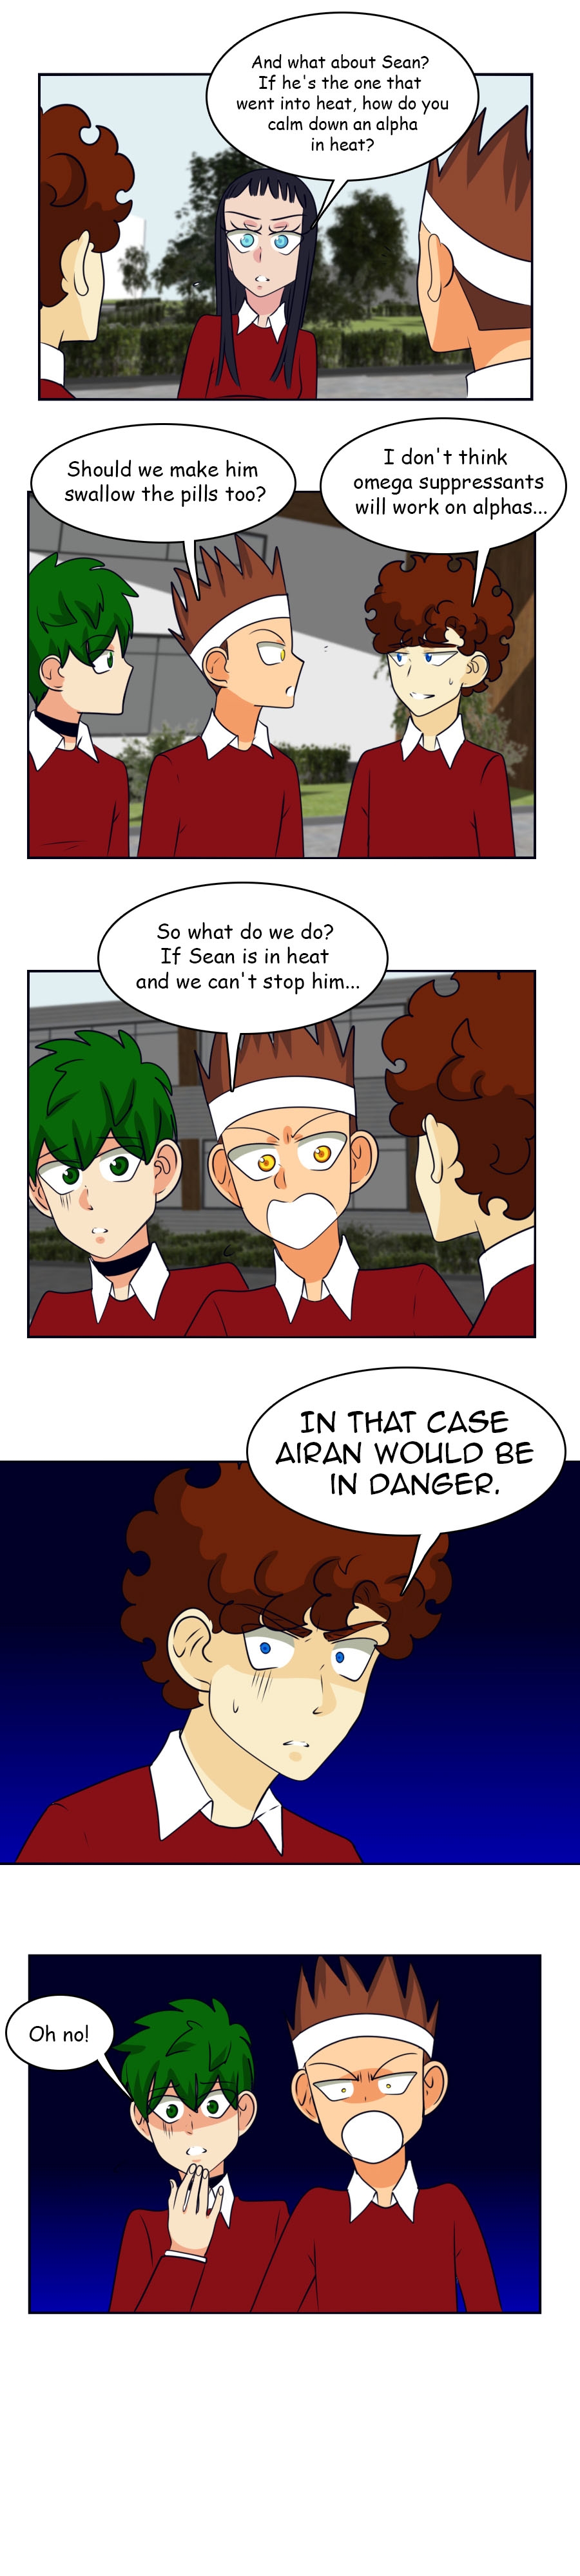 And what about Sean?
If he's the one that
went into heat, how do you
calm down an alpha
in heat?
Should we make him
swallow the pills too?
I don't think
omega suppressants
will work on alphas...
So what do we do?
If Sean is in heat
and we can't stop him...
IN THAT CASE
AIRAN WOULD BE
IN DANGER.
Oh no!